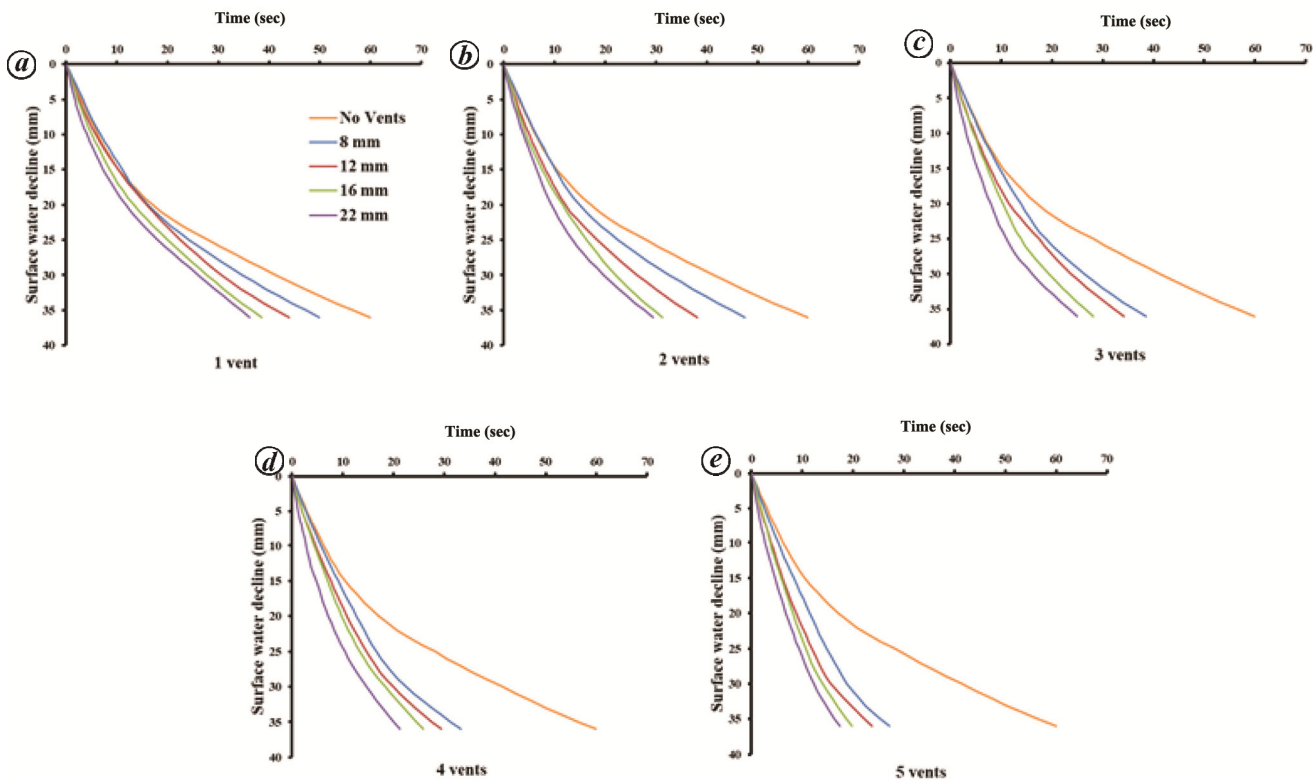 Time (sec)
0 10 20 30 40 50 60 70
a
Surface water decline (mm)
0
5
10
15
20
25
30
35
40
No Vents
8 mm
12 mm
16 mm
22 mm
1 vent
Time (sec)
0 10 20 30 40 50 60 70
b
Surface water decline (mm)
0
5
10
15
20
25
30
35
40
2 vents
Time (sec)
0 10 20 30 40 50 60 70
c
Surface water decline (mm)
0
5
10
15
20
25
30
35
40
3 vents
Time (sec)
0 10 20 30 40 50 60 70
d
Surface water decline (mm)
0
5
10
15
20
25
30
35
40
4 vents
Time (sec)
0 10 20 30 40 50 60 70
e
Surface water decline (mm)
0
5
10
15
20
25
30
35
40
5 vents